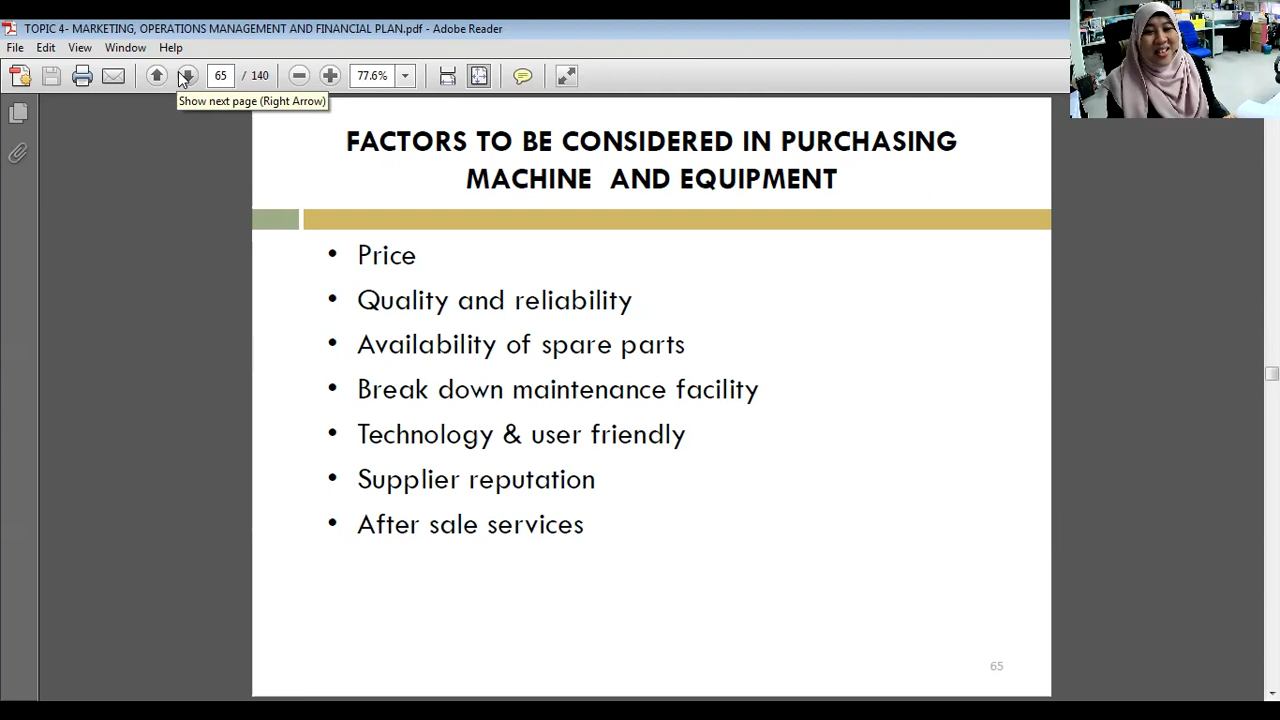 TOPIC 4- MARKETING, OPERATIONS MANAGEMENT AND FINANCIAL PLAN.pdf - Adobe Reader
File Edit View Window Help
65 / 140 77.6%
Show next page (Right Arrow)
FACTORS TO BE CONSIDERED IN PURCHASING
MACHINE AND EQUIPMENT
• Price
• Quality and reliability
• Availability of spare parts
• Break down maintenance facility
• Technology & user friendly
• Supplier reputation
• After sale services
65